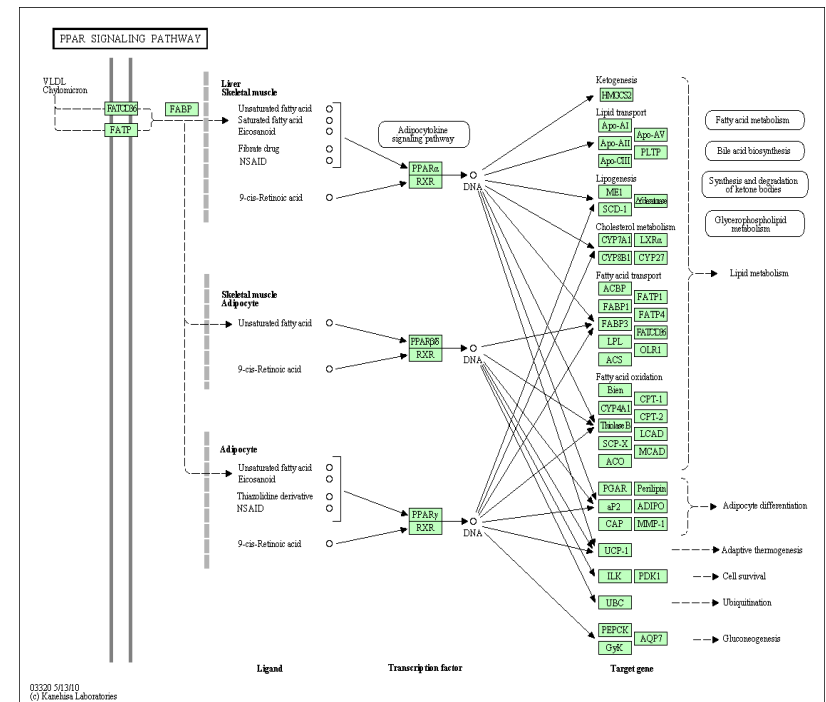 PPAR SIGNALING PATHWAY
VLDL
Chylomicron
FATCD36
FATP
FABP
Liver
Skeletal muscle
Unsaturated fatty acid
Saturated fatty acid
Eicosanoid
Fibrate drug
NSAID
9-cis-Retinoic acid
Adipocytokine
signaling pathway
PPARα
RXR
DNA
Skeletal muscle
Adipocyte
Unsaturated fatty acid
9-cis-Retinoic acid
PPARβδ
RXR
DNA
Adipocyte
Unsaturated fatty acid
Eicosanoid
Thiazolidine derivative
NSAID
9-cis-Retinoic acid
PPARγ
RXR
DNA
Ketogenesis
HMGCS2
Lipid transport
Apo-AI
Apo-AV
Apo-AII
PLTP
Apo-CIII
Lipogenesis
ME1
SCD-1
Cholesterol metabolism
CYP7A1 LXRα
CYP8B1 CYP27
Fatty acid transport
ACBP
FATP1
FABP1
FATP4
FABP3
FATCD36
LPL
OLR1
ACS
Fatty acid oxidation
Bien
CPT-1
CYP4A1
CPT-2
Thiolase B
LCAD
SCP-X
MCAD
ACO
PGAR Perilipin
aP2 ADIPO
CAP MMP-1
UCP-1
ILK PDK1
UBC
PEPCK
AQP7
GyK
Fatty acid metabolism
Bile acid biosynthesis
Synthesis and degradation
of ketone bodies
Glycerophospholipid
metabolism
Lipid metabolism
Adipocyte differentiation
Adaptive thermogenesis
Cell survival
Ubiquitination
Gluconeogenesis
Ligand
Transcription factor
Target gene
03320 5/13/10
(c) Kanehisa Laboratories